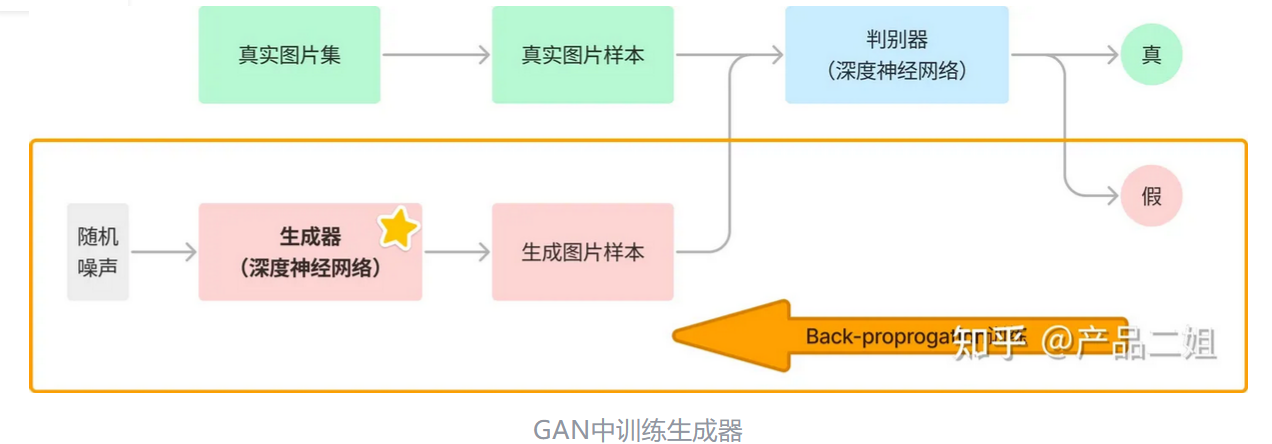 真实图片集
真实图片样本
判别器
（深度神经网络）
真
假
随机
噪声
生成器
（深度神经网络）
生成图片样本
Back-proprogation
知乎 @产品二姐
GAN中训练生成器